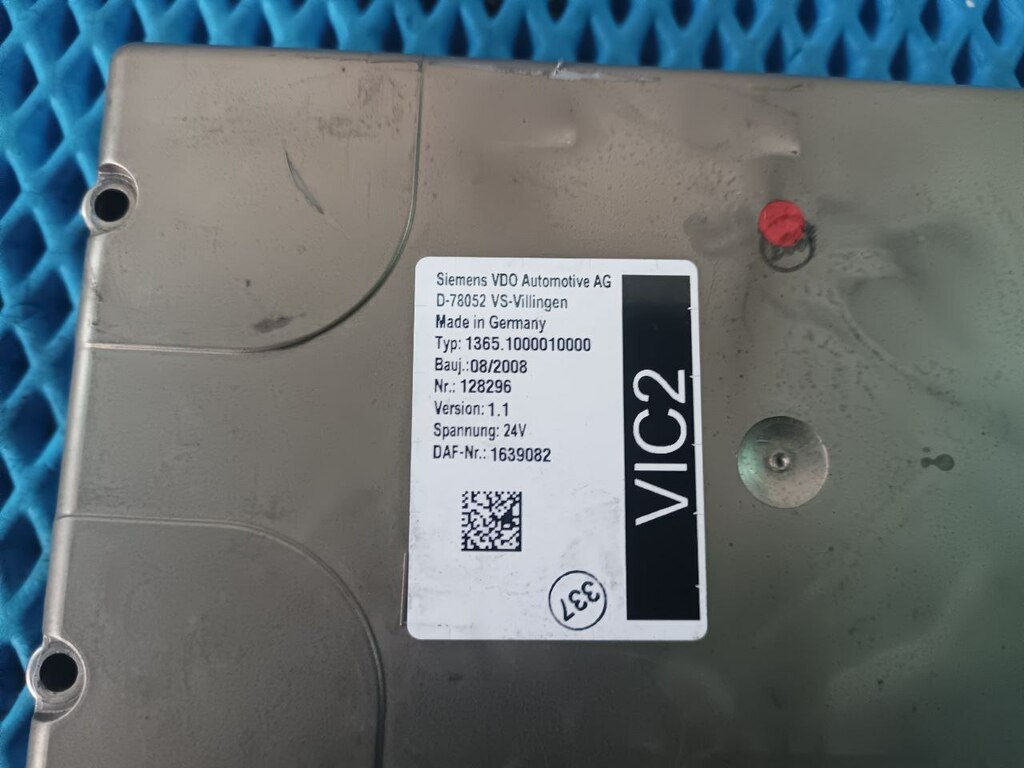 Siemens VDO Automotive AG
D-78052 VS-Villingen
Made in Germany
Typ: 1365.1000010000
Bauj.:08/2008
Nr.: 128296
Version: 1.1
Spannung: 24V
DAF-Nr.: 1639082
VIC2
337